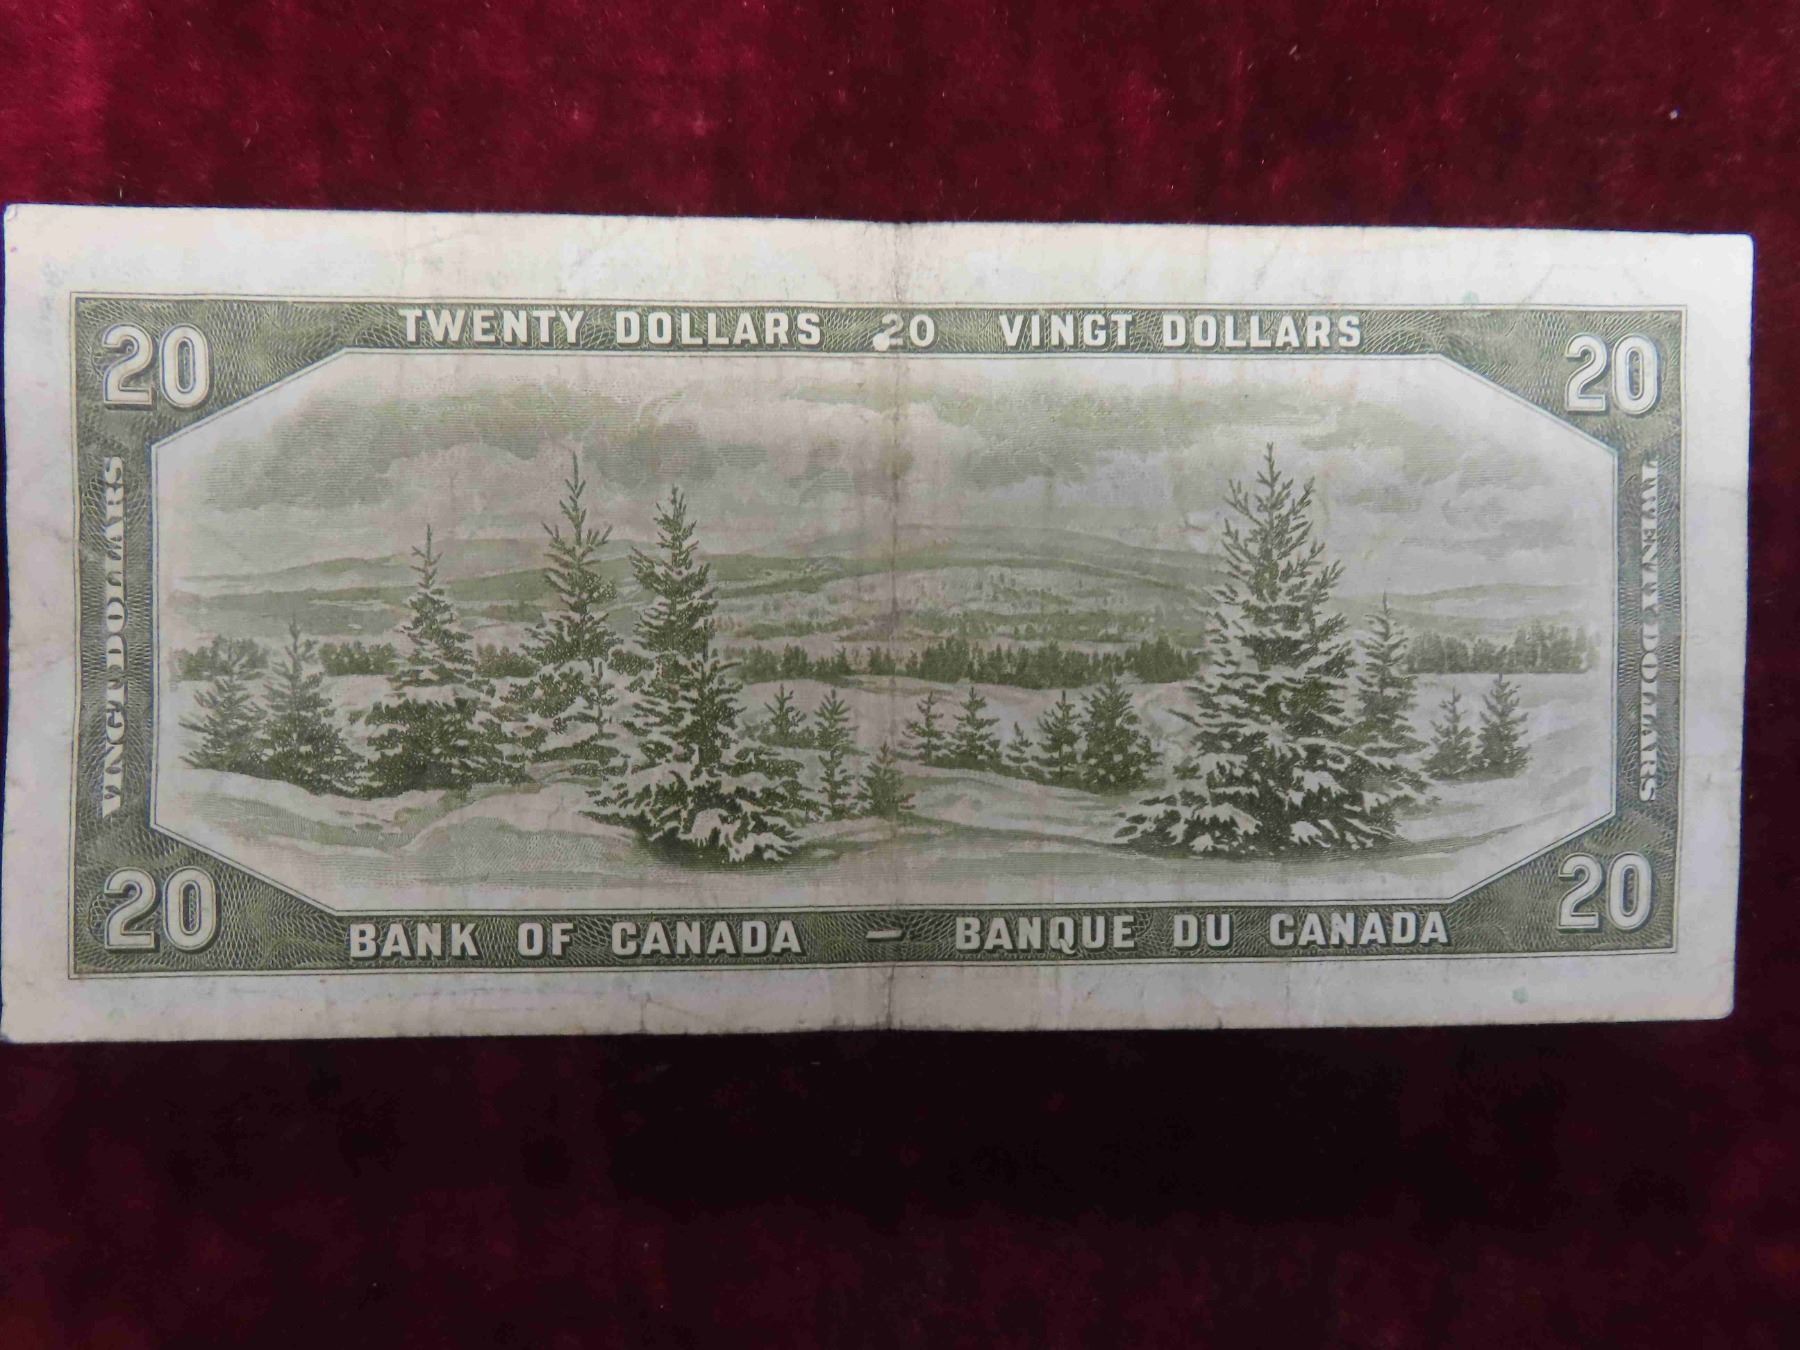 20 TWENTY DOLLARS 20 VINGT DOLLARS 20
VINGT DOLLARS
TWENTY DOLLARS
20 BANK OF CANADA — BANQUE DU CANADA 20